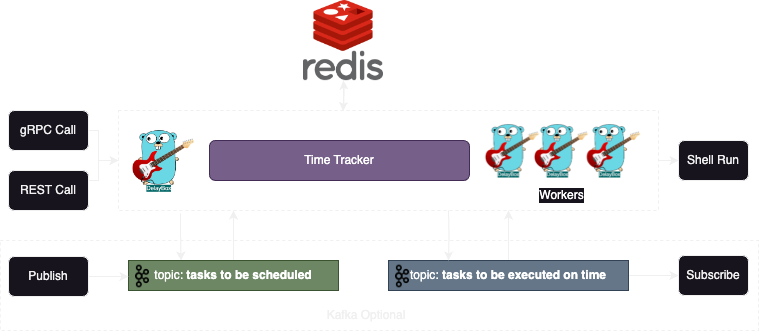 redis
gRPC Call
REST Call
DelayBox
Time Tracker
DelayBox
DelayBox
DelayBox
Workers
Shell Run
Publish
topic: tasks to be scheduled
topic: tasks to be executed on time
Subscribe
Kafka Optional